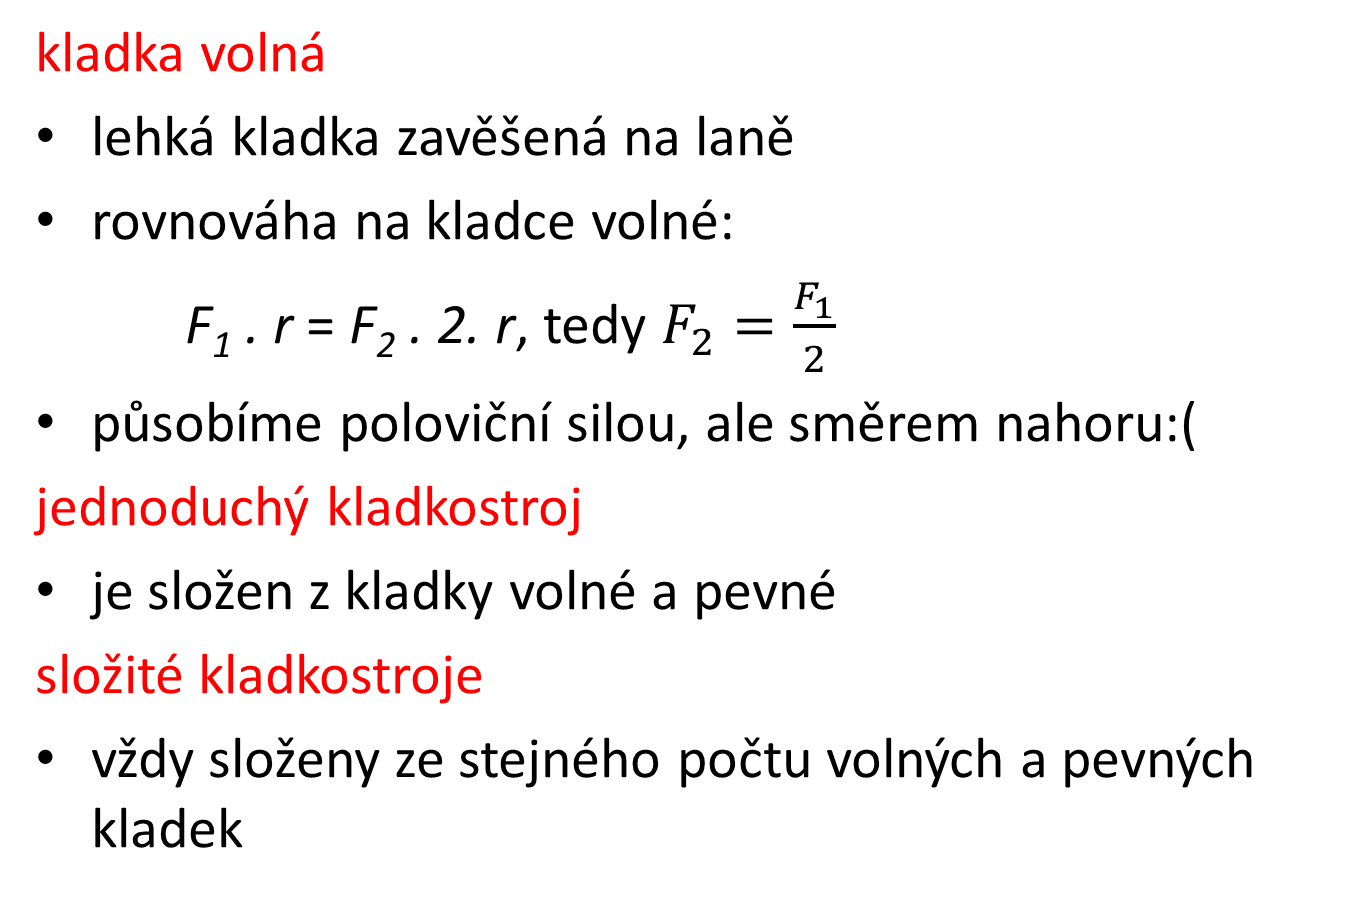 kladka volná
• lehká kladka zavěšená na laně
• rovnováha na kladce volné:
F₁ . r = F₂ . 2. r, tedy F₂ = F₁/2
• působíme poloviční silou, ale směrem nahoru:(
jednoduchý kladkostroj
• je složen z kladky volné a pevné
složité kladkostroje
• vždy složeny ze stejného počtu volných a pevných
kladek